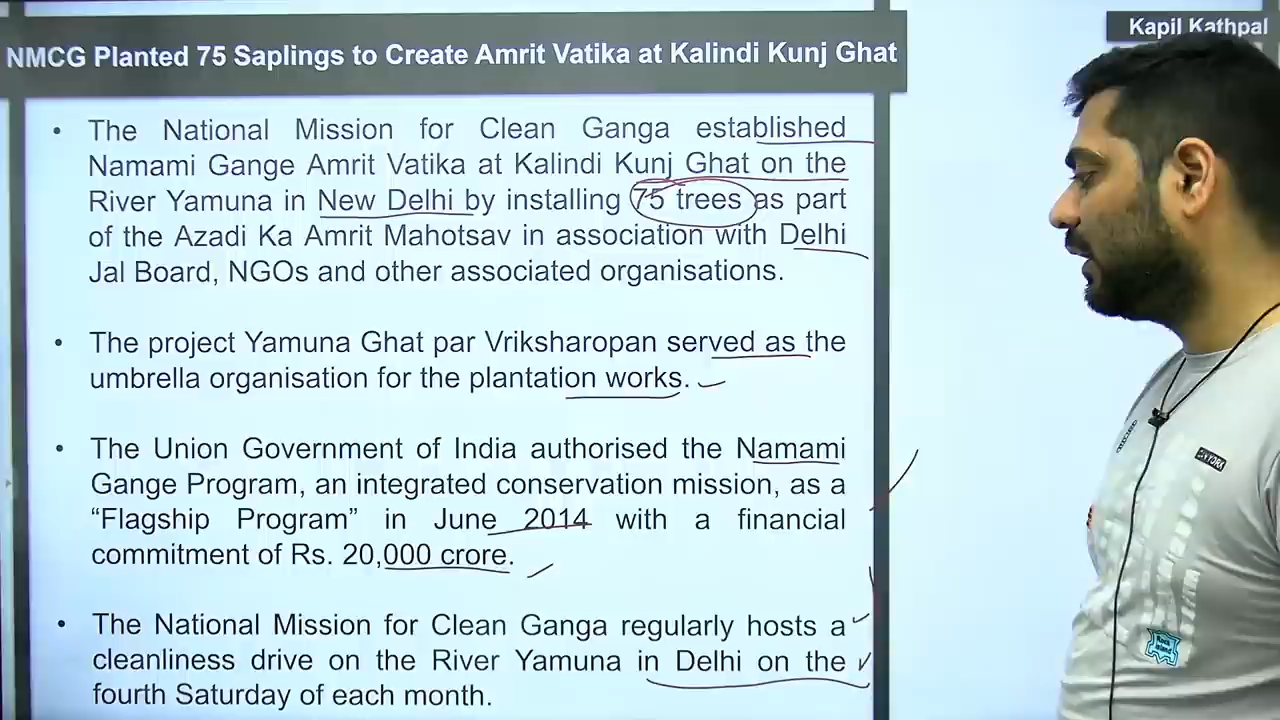 Kapil Kathpal
NMCG Planted 75 Saplings to Create Amrit Vatika at Kalindi Kunj Ghat
• The National Mission for Clean Ganga established
Namami Gange Amrit Vatika at Kalindi Kunj Ghat on the
River Yamuna in New Delhi by installing 75 trees as part
of the Azadi Ka Amrit Mahotsav in association with Delhi
Jal Board, NGOs and other associated organisations.
• The project Yamuna Ghat par Vriksharopan served as the
umbrella organisation for the plantation works.
• The Union Government of India authorised the Namami
Gange Program, an integrated conservation mission, as a
“Flagship Program” in June 2014 with a financial
commitment of Rs. 20,000 crore.
• The National Mission for Clean Ganga regularly hosts a
cleanliness drive on the River Yamuna in Delhi on the
fourth Saturday of each month.